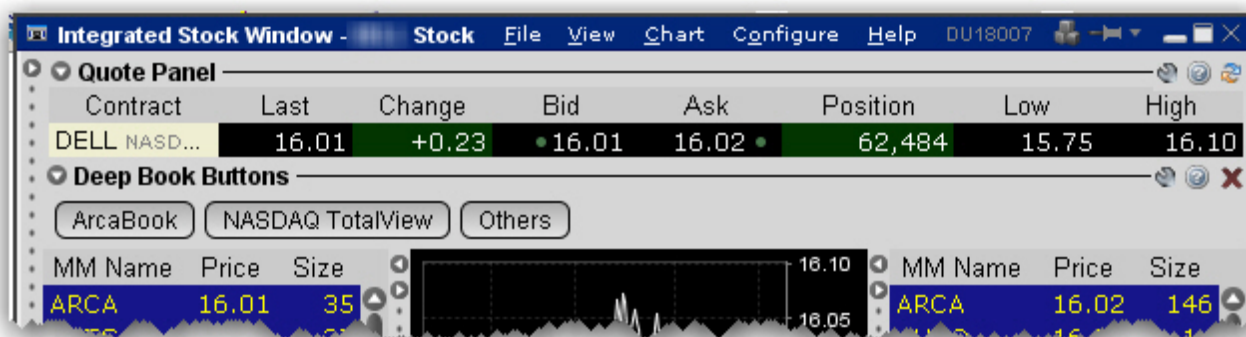 Integrated Stock Window - Stock File View Chart Configure Help DU18007
Quote Panel
Contract Last Change Bid Ask Position Low High
DELL NASD... 16.01 +0.23 16.01 16.02 62,484 15.75 16.10
Deep Book Buttons
ArcaBook NASDAQ TotalView Others
MM Name Price Size 16.10 MM Name Price Size
ARCA 16.01 35 16.05 ARCA 16.02 146